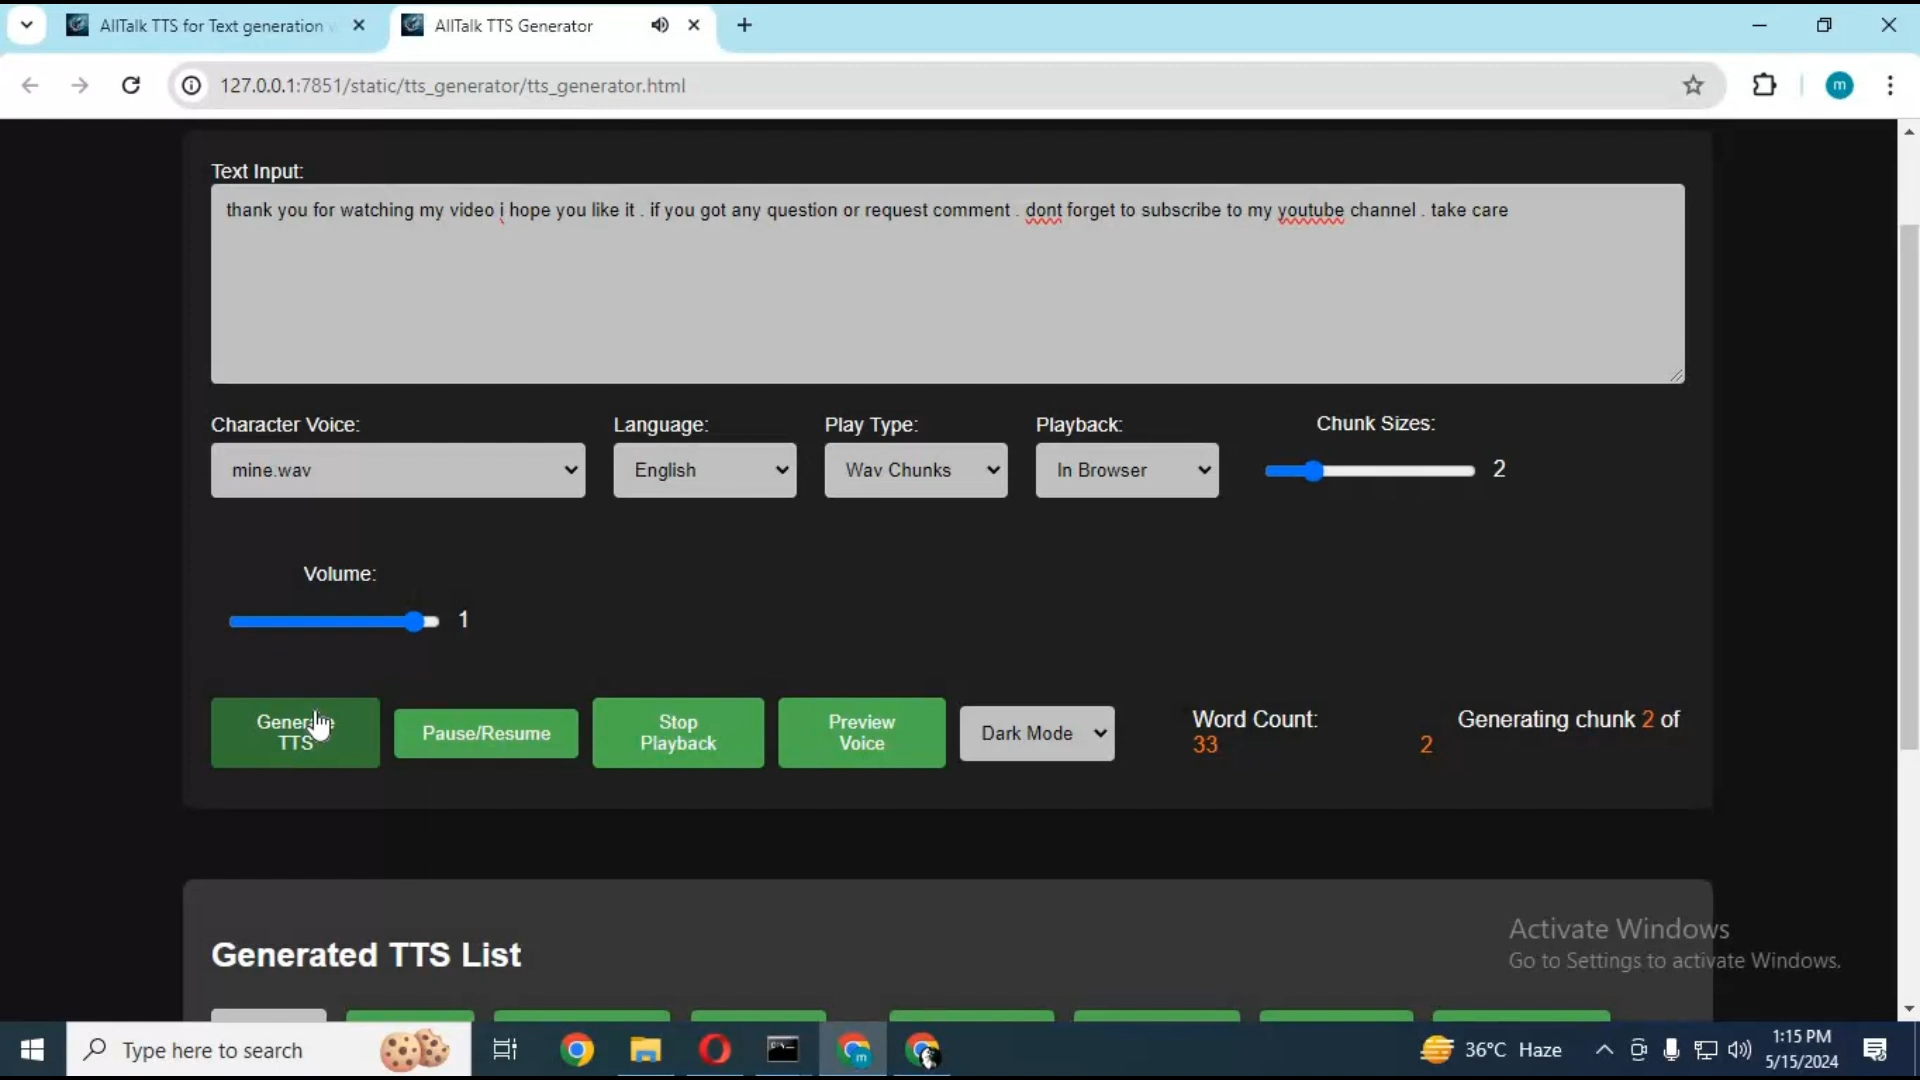 AllTalk TTS for Text generation
AllTalk TTS Generator
127.0.0.1:7851/static/tts_generator/tts_generator.html
m
Text Input:
thank you for watching my video i hope you like it . if you got any question or request comment . dont forget to subscribe to my youtube channel . take care
Character Voice:
Language:
Play Type:
Playback:
Chunk Sizes:
mine.wav
English
Wav Chunks
In Browser
2
Volume:
1
Generate TTS
Pause/Resume
Stop Playback
Preview Voice
Dark Mode
Word Count: 33
Generating chunk 2 of 2
Generated TTS List
Activate Windows
Go to Settings to activate Windows.
Type here to search
m
36°C Haze
1:15 PM
5/15/2024